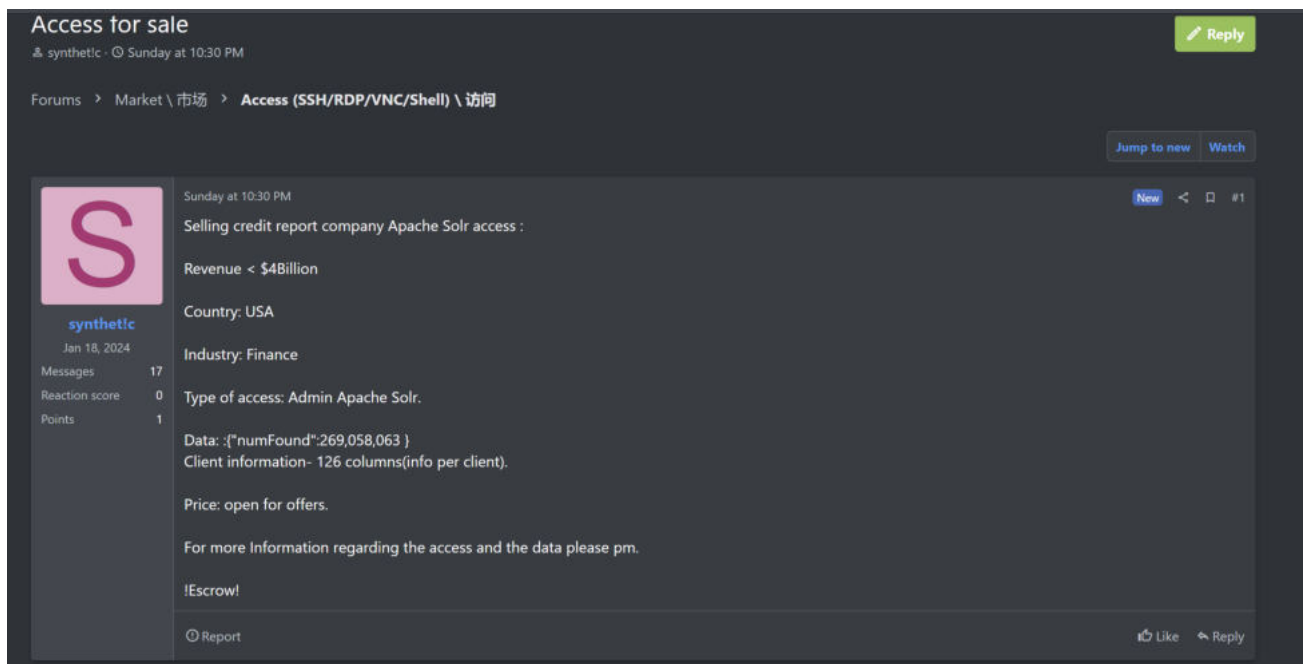 Access for sale
synthet!c · Sunday at 10:30 PM
Reply
Forums > Market \ 市场 > Access (SSH/RDP/VNC/Shell) \ 访问
Jump to new Watch
S
synthet!c
Jan 18, 2024
Messages 17
Reaction score 0
Points 1
Sunday at 10:30 PM
New #1
Selling credit report company Apache Solr access :
Revenue < $4Billion
Country: USA
Industry: Finance
Type of access: Admin Apache Solr.
Data: :{"numFound":269,058,063 }
Client information- 126 columns(info per client).
Price: open for offers.
For more Information regarding the access and the data please pm.
!Escrow!
Report
Like Reply